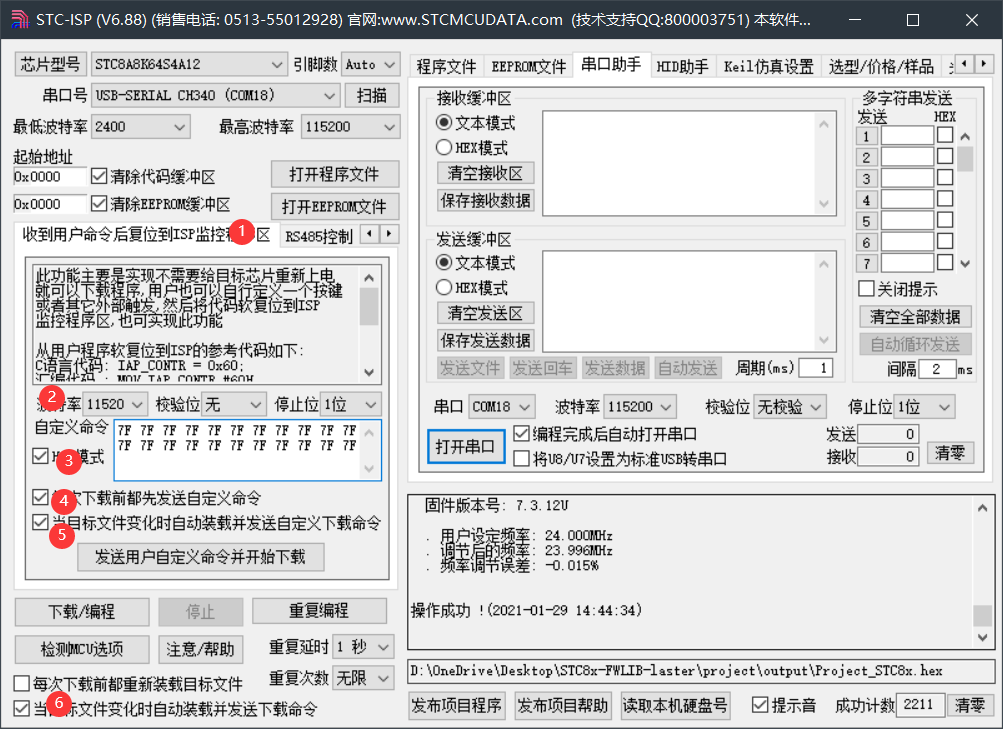 STC-ISP (V6.88) (销售电话: 0513-55012928) 官网:www.STCMCUDATA.com (技术支持QQ:800003751) 本软件...
芯片型号 STC8A8K64S4A12 引脚数 Auto
串口号 USB-SERIAL CH340 (COM18) 扫描
最低波特率 2400 最高波特率 115200
起始地址
0x0000 清除代码缓冲区 打开程序文件
0x0000 清除EEPROM缓冲区 打开EEPROM文件
收到用户命令后复位到ISP监控程 1 区 RS485控制
此功能主要是实现不需要给目标芯片重新上电
就可以下载程序,用户也可以自行定义一个按键
或者其它外部触发,然后将代码软复位到ISP
监控程序区,也可实现此功能
从用户程序软复位到ISP的参考代码如下:
C语言代码: IAP_CONTR = 0x60;
汇编代码 : MOV IAP_CONTR,#60H
2 波特率 11520 校验位 无 停止位 1位
自定义命令
7F 7F 7F 7F 7F 7F 7F 7F 7F 7F 7F
7F 7F 7F 7F 7F 7F 7F 7F 7F 7F 7F
3 模式
4 次下载前都先发送自定义命令
当目标文件变化时自动装载并发送自定义下载命令
5
发送用户自定义命令并开始下载
下载/编程 停止 重复编程
检测MCU选项 注意/帮助 重复延时 1 秒
重复次数 无限
每次下载前都重新装载目标文件
6
当目标文件变化时自动装载并发送下载命令
程序文件 EEPROM文件 串口助手 HID助手 Keil仿真设置 选型/价格/样品
接收缓冲区
文本模式
HEX模式
清空接收区
保存接收数据
发送缓冲区
文本模式
HEX模式
清空发送区
保存发送数据
发送文件 发送回车 发送数据 自动发送 周期(ms) 1
多字符串发送
发送 HEX
1
2
3
4
5
6
7
关闭提示
清空全部数据
自动循环发送
间隔 2 ms
串口 COM18 波特率 115200 校验位 无校验 停止位 1位
打开串口 编程完成后自动打开串口 发送 0
将U8/U7设置为标准USB转串口 接收 0 清零
固件版本号: 7.3.12U
. 用户设定频率: 24.000MHz
. 调节后的频率: 23.996MHz
. 频率调节误差: -0.015%
操作成功 !(2021-01-29 14:44:34)
D:\OneDrive\Desktop\STC8x-FWLIB-laster\project\output\Project_STC8x.hex
发布项目程序 发布项目帮助 读取本机硬盘号 提示音 成功计数 2211 清零